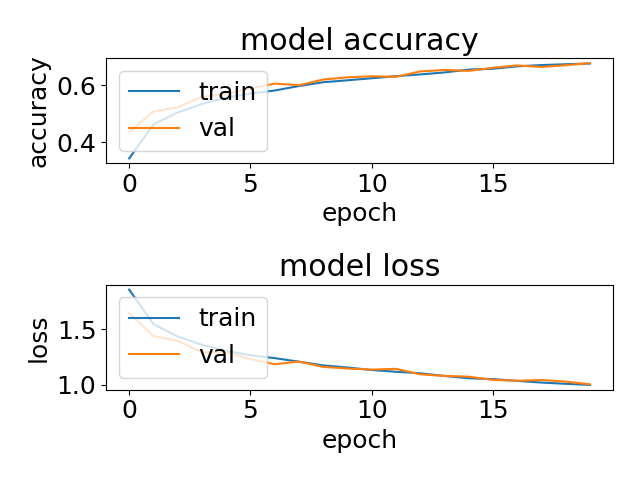 model accuracy
accuracy
0.6
0.4
train
val
0 5 10 15
epoch
model loss
loss
1.5
1.0
train
val
0 5 10 15
epoch